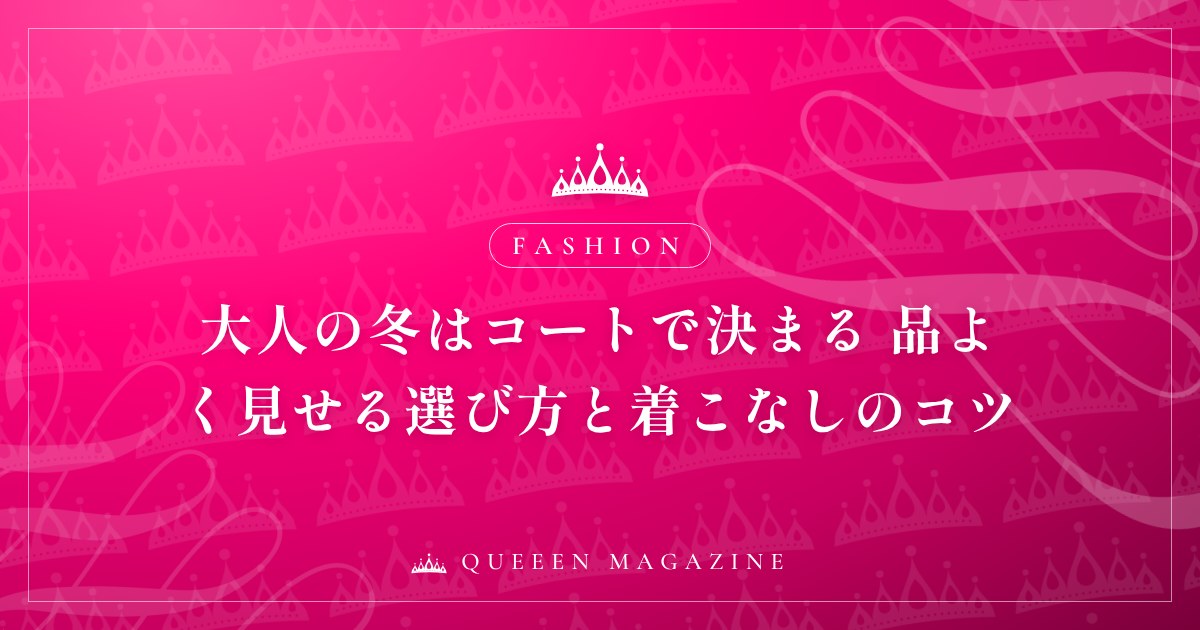 FASHION
大人の冬はコートで決まる 品よ
く見せる選び方と着こなしのコツ
QUEEEN MAGAZINE